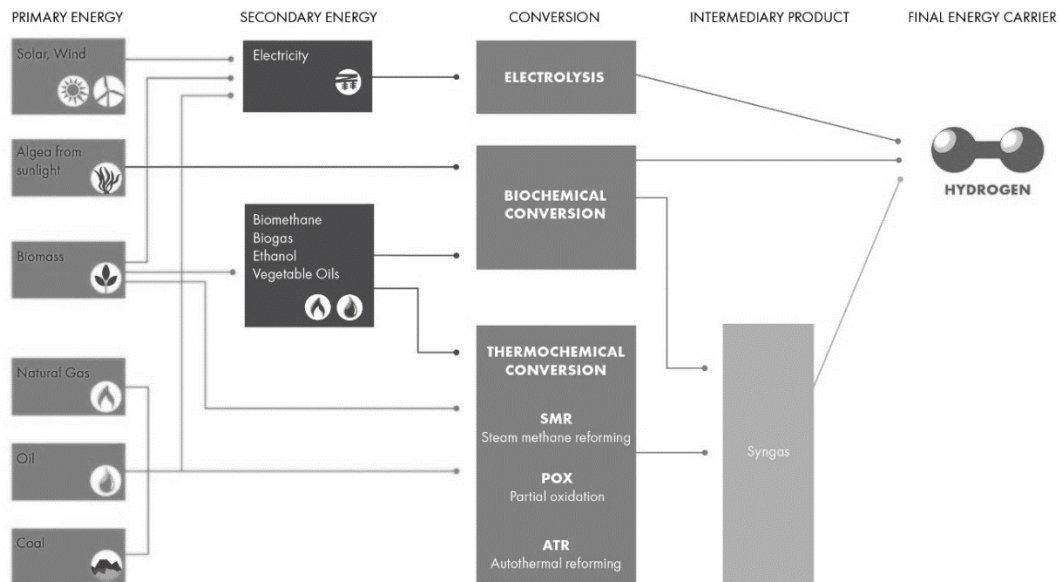 PRIMARY ENERGY
SECONDARY ENERGY
CONVERSION
INTERMEDIARY PRODUCT
FINAL ENERGY CARRIER
Solar, Wind
Electricity
ELECTROLYSIS
Algea from
sunlight
BIOCHEMICAL
CONVERSION
HYDROGEN
Biomass
Biomethane
Biogas
Ethanol
Vegetable Oils
Natural Gas
THERMOCHEMICAL
CONVERSION
SMR
Steam methane reforming
Oil
POX
Partial oxidation
Syngas
Coal
ATR
Autothermal reforming